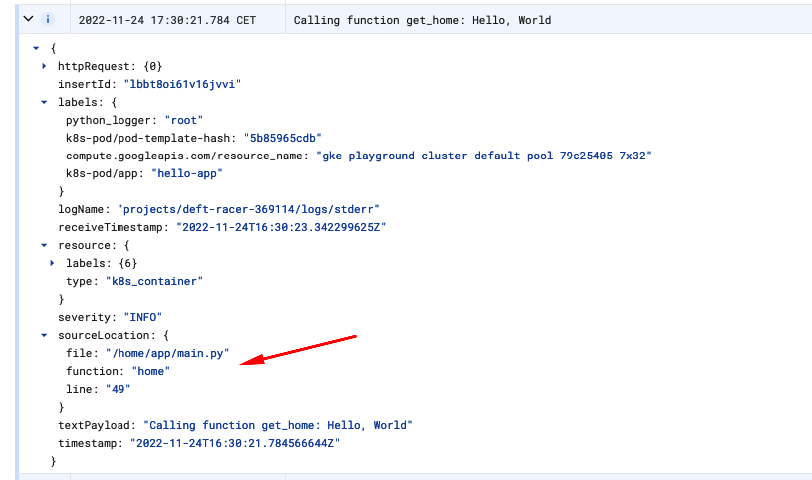 2022-11-24 17:30:21.784 CET Calling function get_home: Hello, World
{
httpRequest: {0}
insertId: "lbbt8oi61v16jvvi"
labels: {
python_logger: "root"
k8s-pod/pod-template-hash: "5b85965cdb"
compute.googleapis.com/resource_name: "gke playground cluster default pool 79c25405 7x32"
k8s-pod/app: "hello-app"
}
logName: "projects/deft-racer-369114/logs/stderr"
receiveTimestamp: "2022-11-24T16:30:23.342299625Z"
resource: {
labels: {6}
type: "k8s_container"
}
severity: "INFO"
sourceLocation: {
file: "/home/app/main.py"
function: "home"
line: "49"
}
textPayload: "Calling function get_home: Hello, World"
timestamp: "2022-11-24T16:30:21.784566644Z"
}